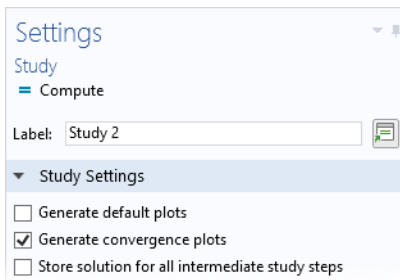 Settings
Study
Compute
Label: Study 2
Study Settings
Generate default plots
Generate convergence plots
Store solution for all intermediate study steps